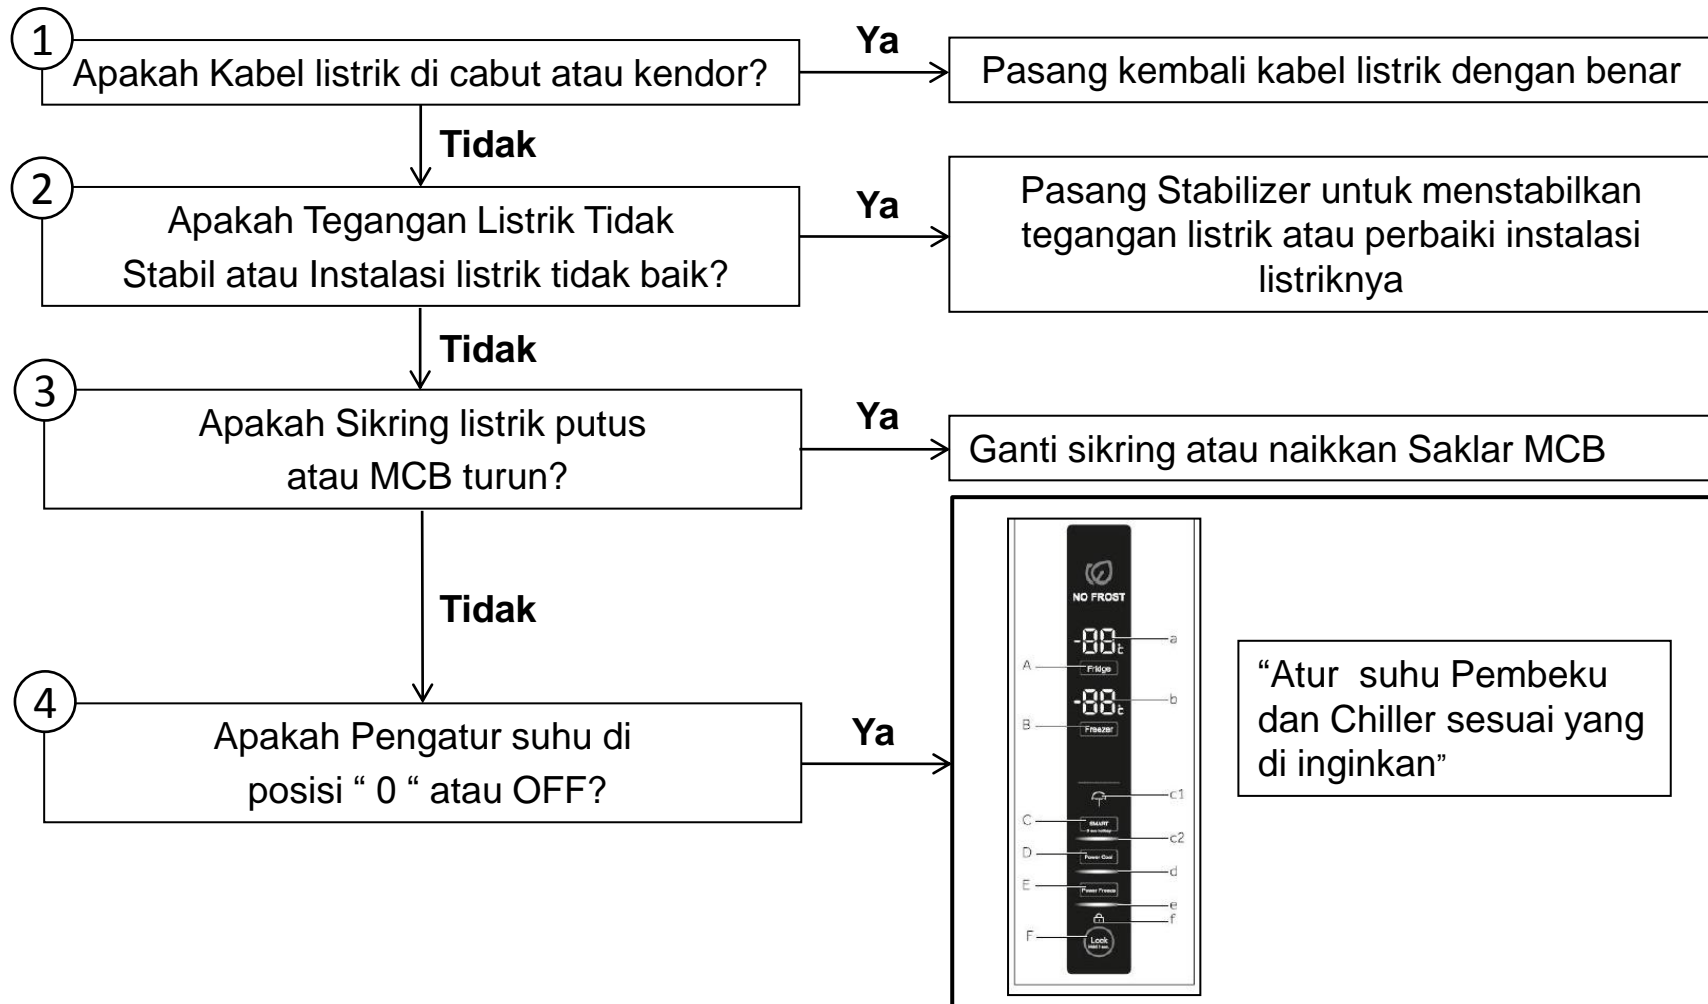 1
Apakah Kabel listrik di cabut atau kendor?
Ya
Pasang kembali kabel listrik dengan benar
Tidak
2
Apakah Tegangan Listrik Tidak
Stabil atau Instalasi listrik tidak baik?
Ya
Pasang Stabilizer untuk menstabilkan
tegangan listrik atau perbaiki instalasi
listriknya
Tidak
3
Apakah Sikring listrik putus
atau MCB turun?
Ya
Ganti sikring atau naikkan Saklar MCB
Tidak
4
Apakah Pengatur suhu di
posisi “ 0 “ atau OFF?
Ya
NO FROST
-88°c
a
A
Fridge
-88°c
b
B
Freezer
c1
C
SMART
c2
D
Power Cool
d
E
Power Freeze
e
f
F
Lock
“Atur suhu Pembeku
dan Chiller sesuai yang
di inginkan”